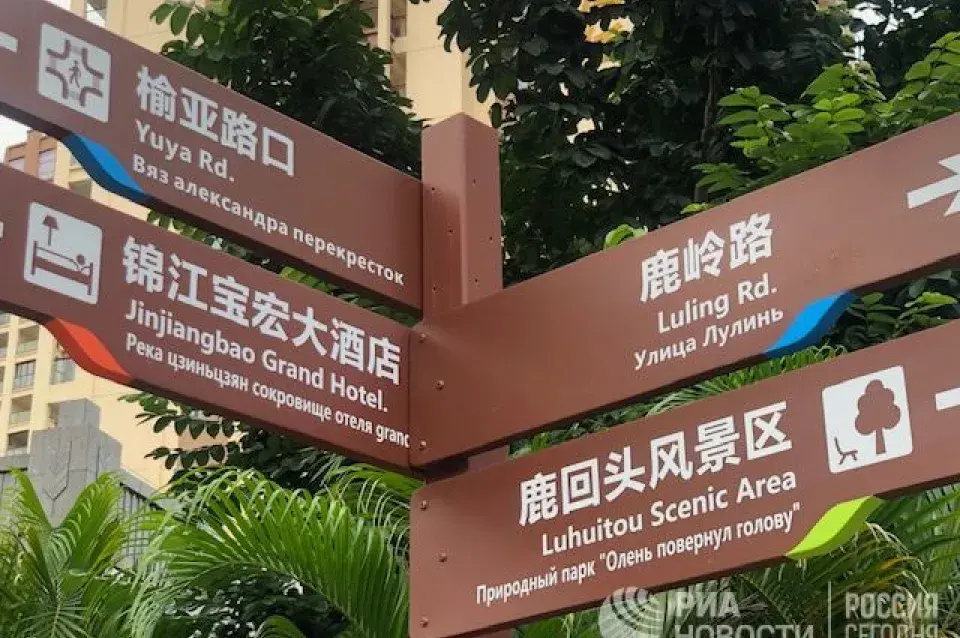 榆亚路口
Yuya Rd.
Вяз александра перекресток
锦江宝宏大酒店
Jinjiangbao Grand Hotel.
Река цзиньцзян сокровище отеля grand
鹿岭路
Luling Rd.
Улица Лулинь
鹿回头风景区
Luhuitou Scenic Area
Природный парк "Олень повернул голову"
РИА НОВОСТИ
РОССИЯ СЕГОДНЯ